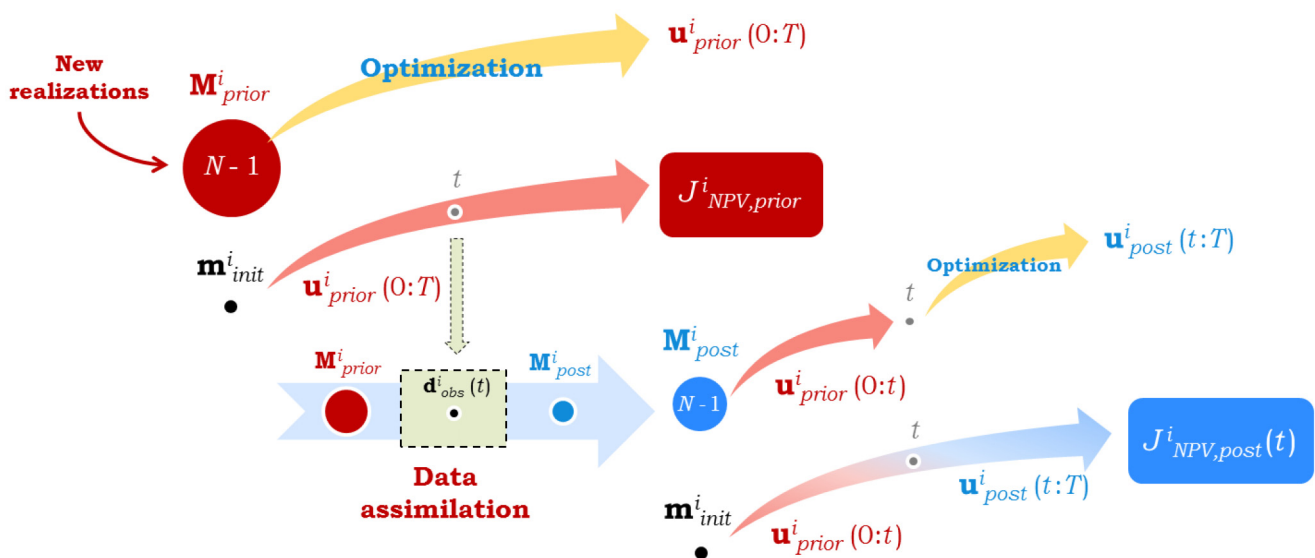 u^i_prior (0:T)
New
realizations
M^i_prior
Optimization
N - 1
t
J^i_NPV,prior
m^i_init
u^i_prior (0:T)
u^i_post (t:T)
Optimization
t
M^i_prior
d^i_obs (t)
M^i_post
M^i_post
N - 1
u^i_prior (0:t)
Data
assimilation
t
J^i_NPV,post (t)
u^i_post (t:T)
m^i_init
u^i_prior (0:t)